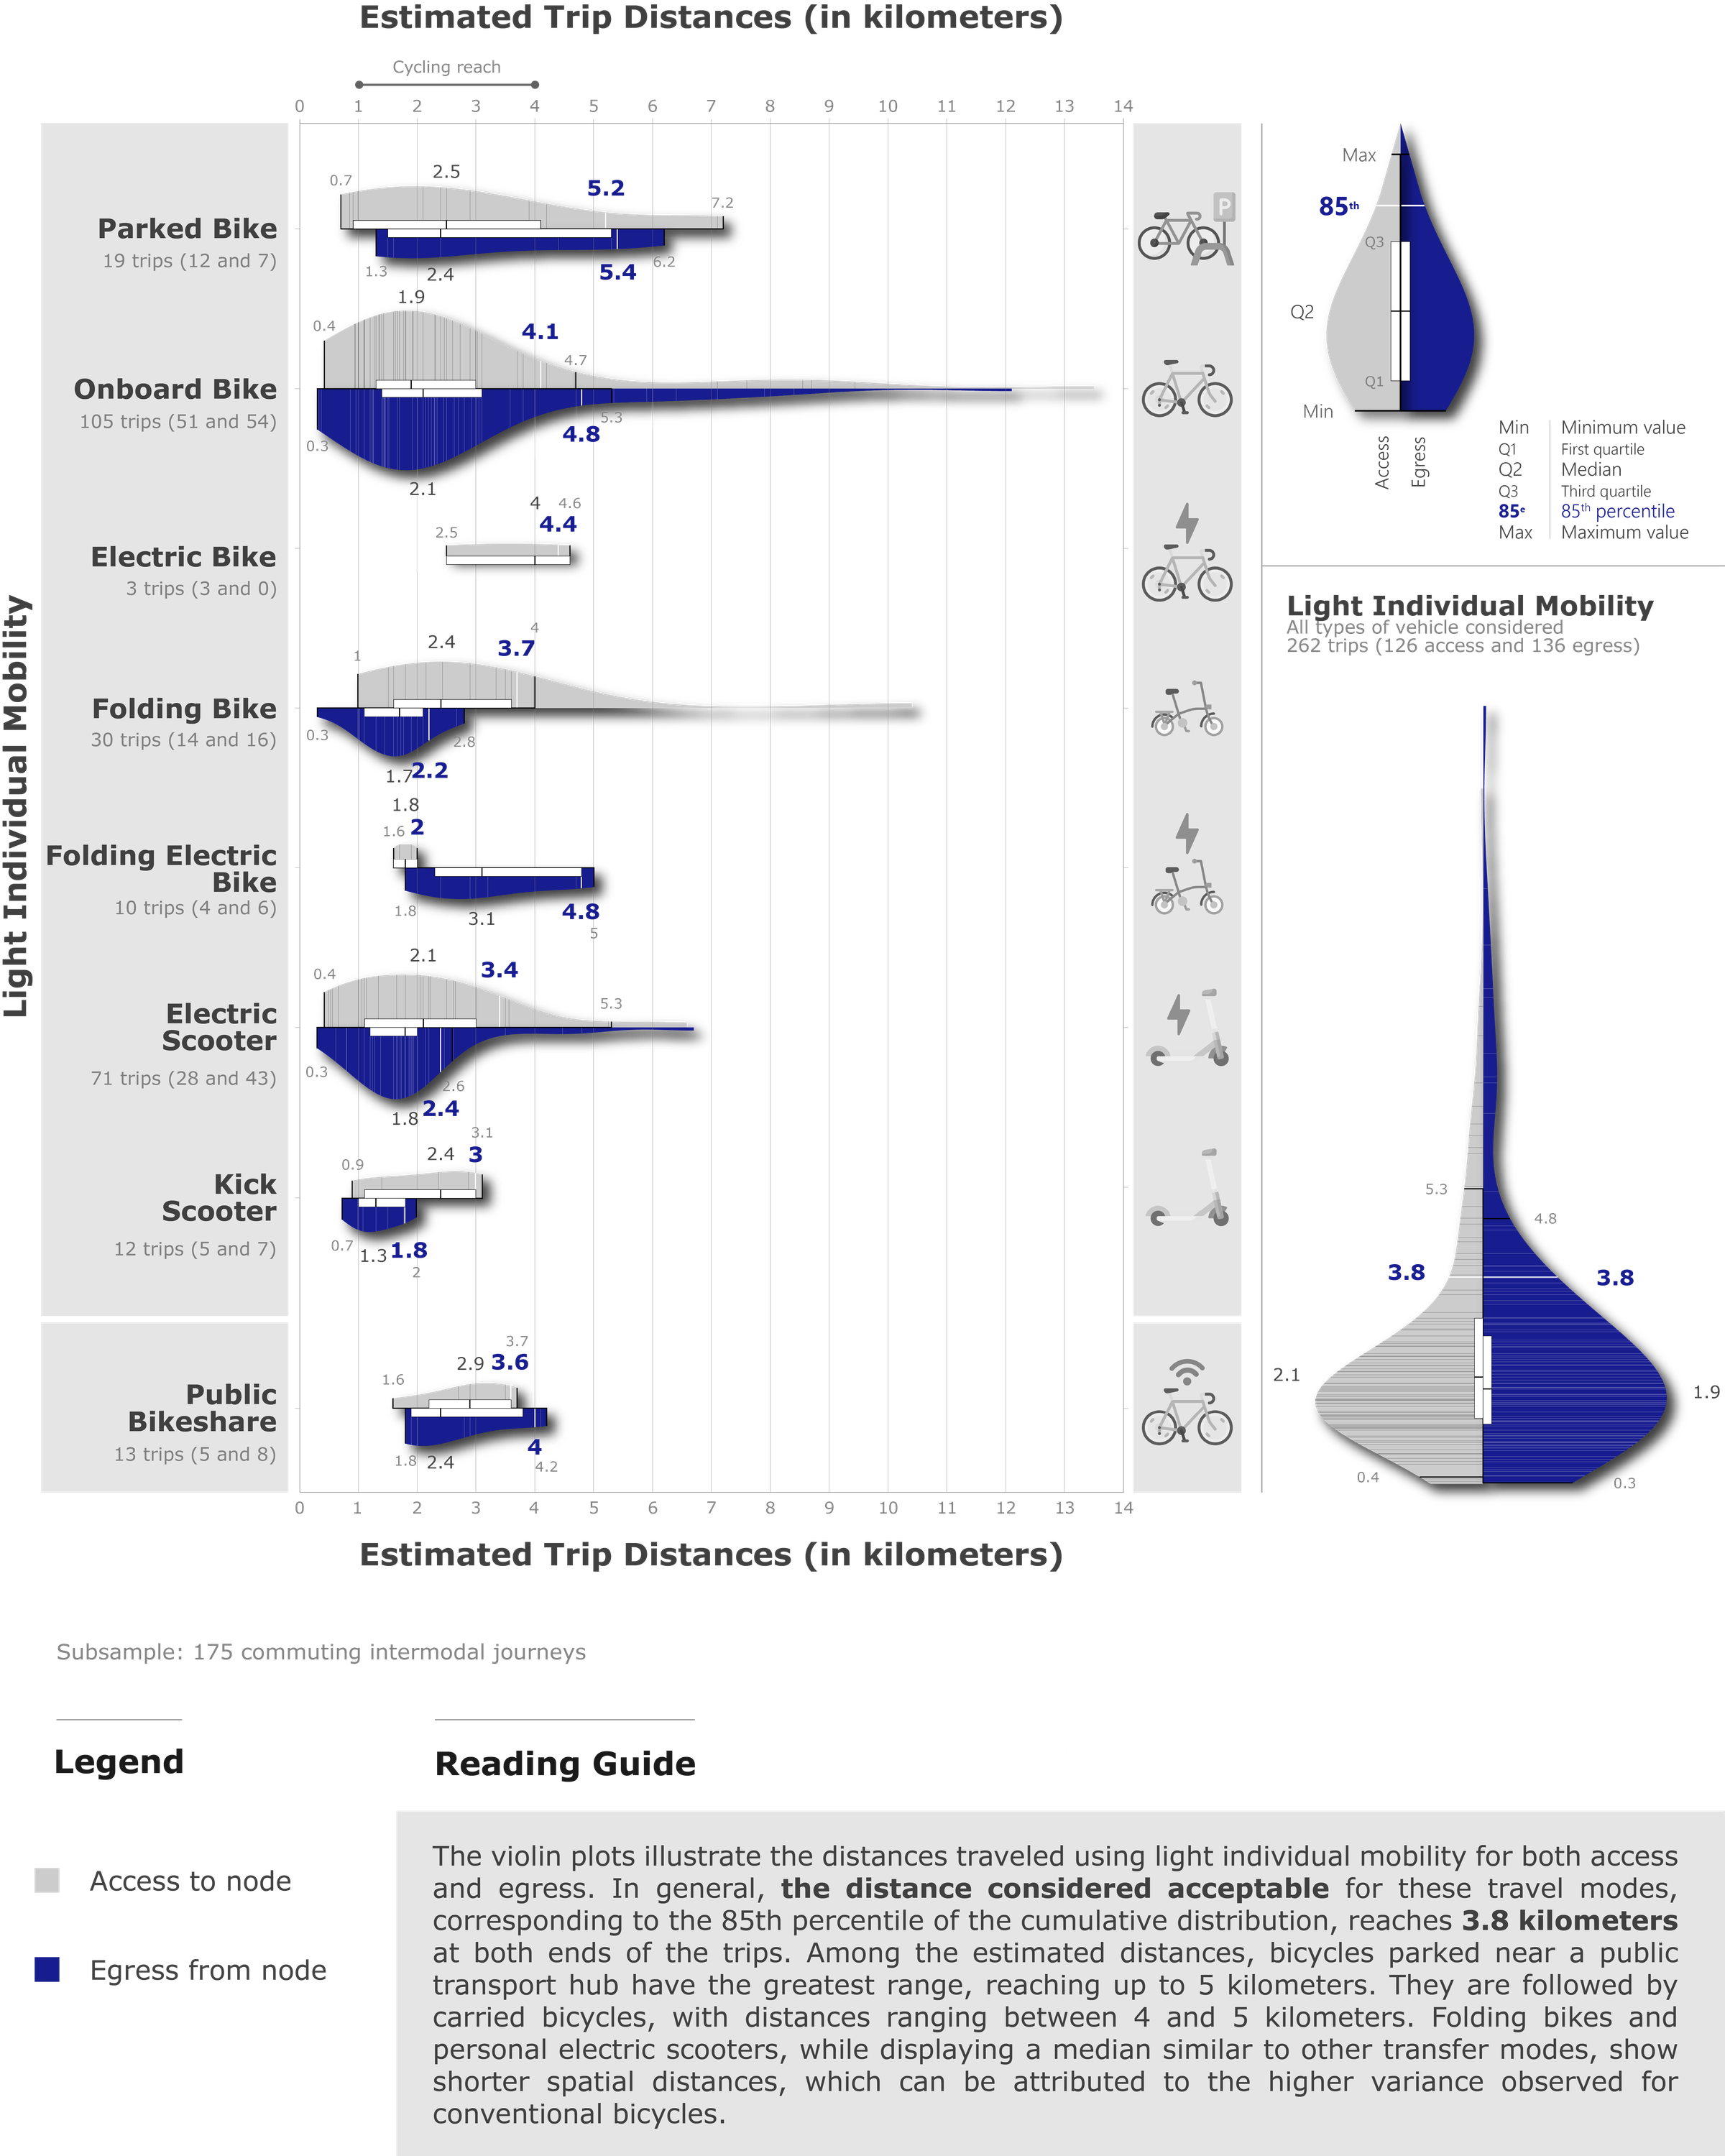 Estimated Trip Distances (in kilometers)
Cycling reach
0 1 2 3 4 5 6 7 8 9 10 11 12 13 14
Light Individual Mobility
Parked Bike
19 trips (12 and 7)
0.7
2.5
5.2
7.2
1.3
2.4
5.4
6.2
Onboard Bike
105 trips (51 and 54)
0.4
1.9
4.1
4.7
0.3
2.1
4.8
5.3
Electric Bike
3 trips (3 and 0)
2.5
4
4.6
4.4
Folding Bike
30 trips (14 and 16)
1
2.4
3.7
4
0.3
1.7
2.2
2.8
Folding Electric
Bike
10 trips (4 and 6)
1.8
1.6
2
1.8
3.1
4.8
5
Electric
Scooter
71 trips (28 and 43)
0.4
2.1
3.4
5.3
0.3
1.8
2.4
2.6
Kick
Scooter
12 trips (5 and 7)
0.9
2.4
3
3.1
0.7
1.3
1.8
2
Public
Bikeshare
13 trips (5 and 8)
1.6
2.9
3.6
3.7
1.8
2.4
4
4.2
0 1 2 3 4 5 6 7 8 9 10 11 12 13 14
Estimated Trip Distances (in kilometers)
P
Max
85th
Q3
Q2
Q1
Min
Access
Egress
Min Minimum value
Q1 First quartile
Q2 Median
Q3 Third quartile
85e 85th percentile
Max Maximum value
Light Individual Mobility
All types of vehicle considered
262 trips (126 access and 136 egress)
5.3
4.8
3.8
3.8
2.1
1.9
0.4
0.3
Subsample: 175 commuting intermodal journeys
Legend
Access to node
Egress from node
Reading Guide
The violin plots illustrate the distances traveled using light individual mobility for both access
and egress. In general, the distance considered acceptable for these travel modes,
corresponding to the 85th percentile of the cumulative distribution, reaches 3.8 kilometers
at both ends of the trips. Among the estimated distances, bicycles parked near a public
transport hub have the greatest range, reaching up to 5 kilometers. They are followed by
carried bicycles, with distances ranging between 4 and 5 kilometers. Folding bikes and
personal electric scooters, while displaying a median similar to other transfer modes, show
shorter spatial distances, which can be attributed to the higher variance observed for
conventional bicycles.